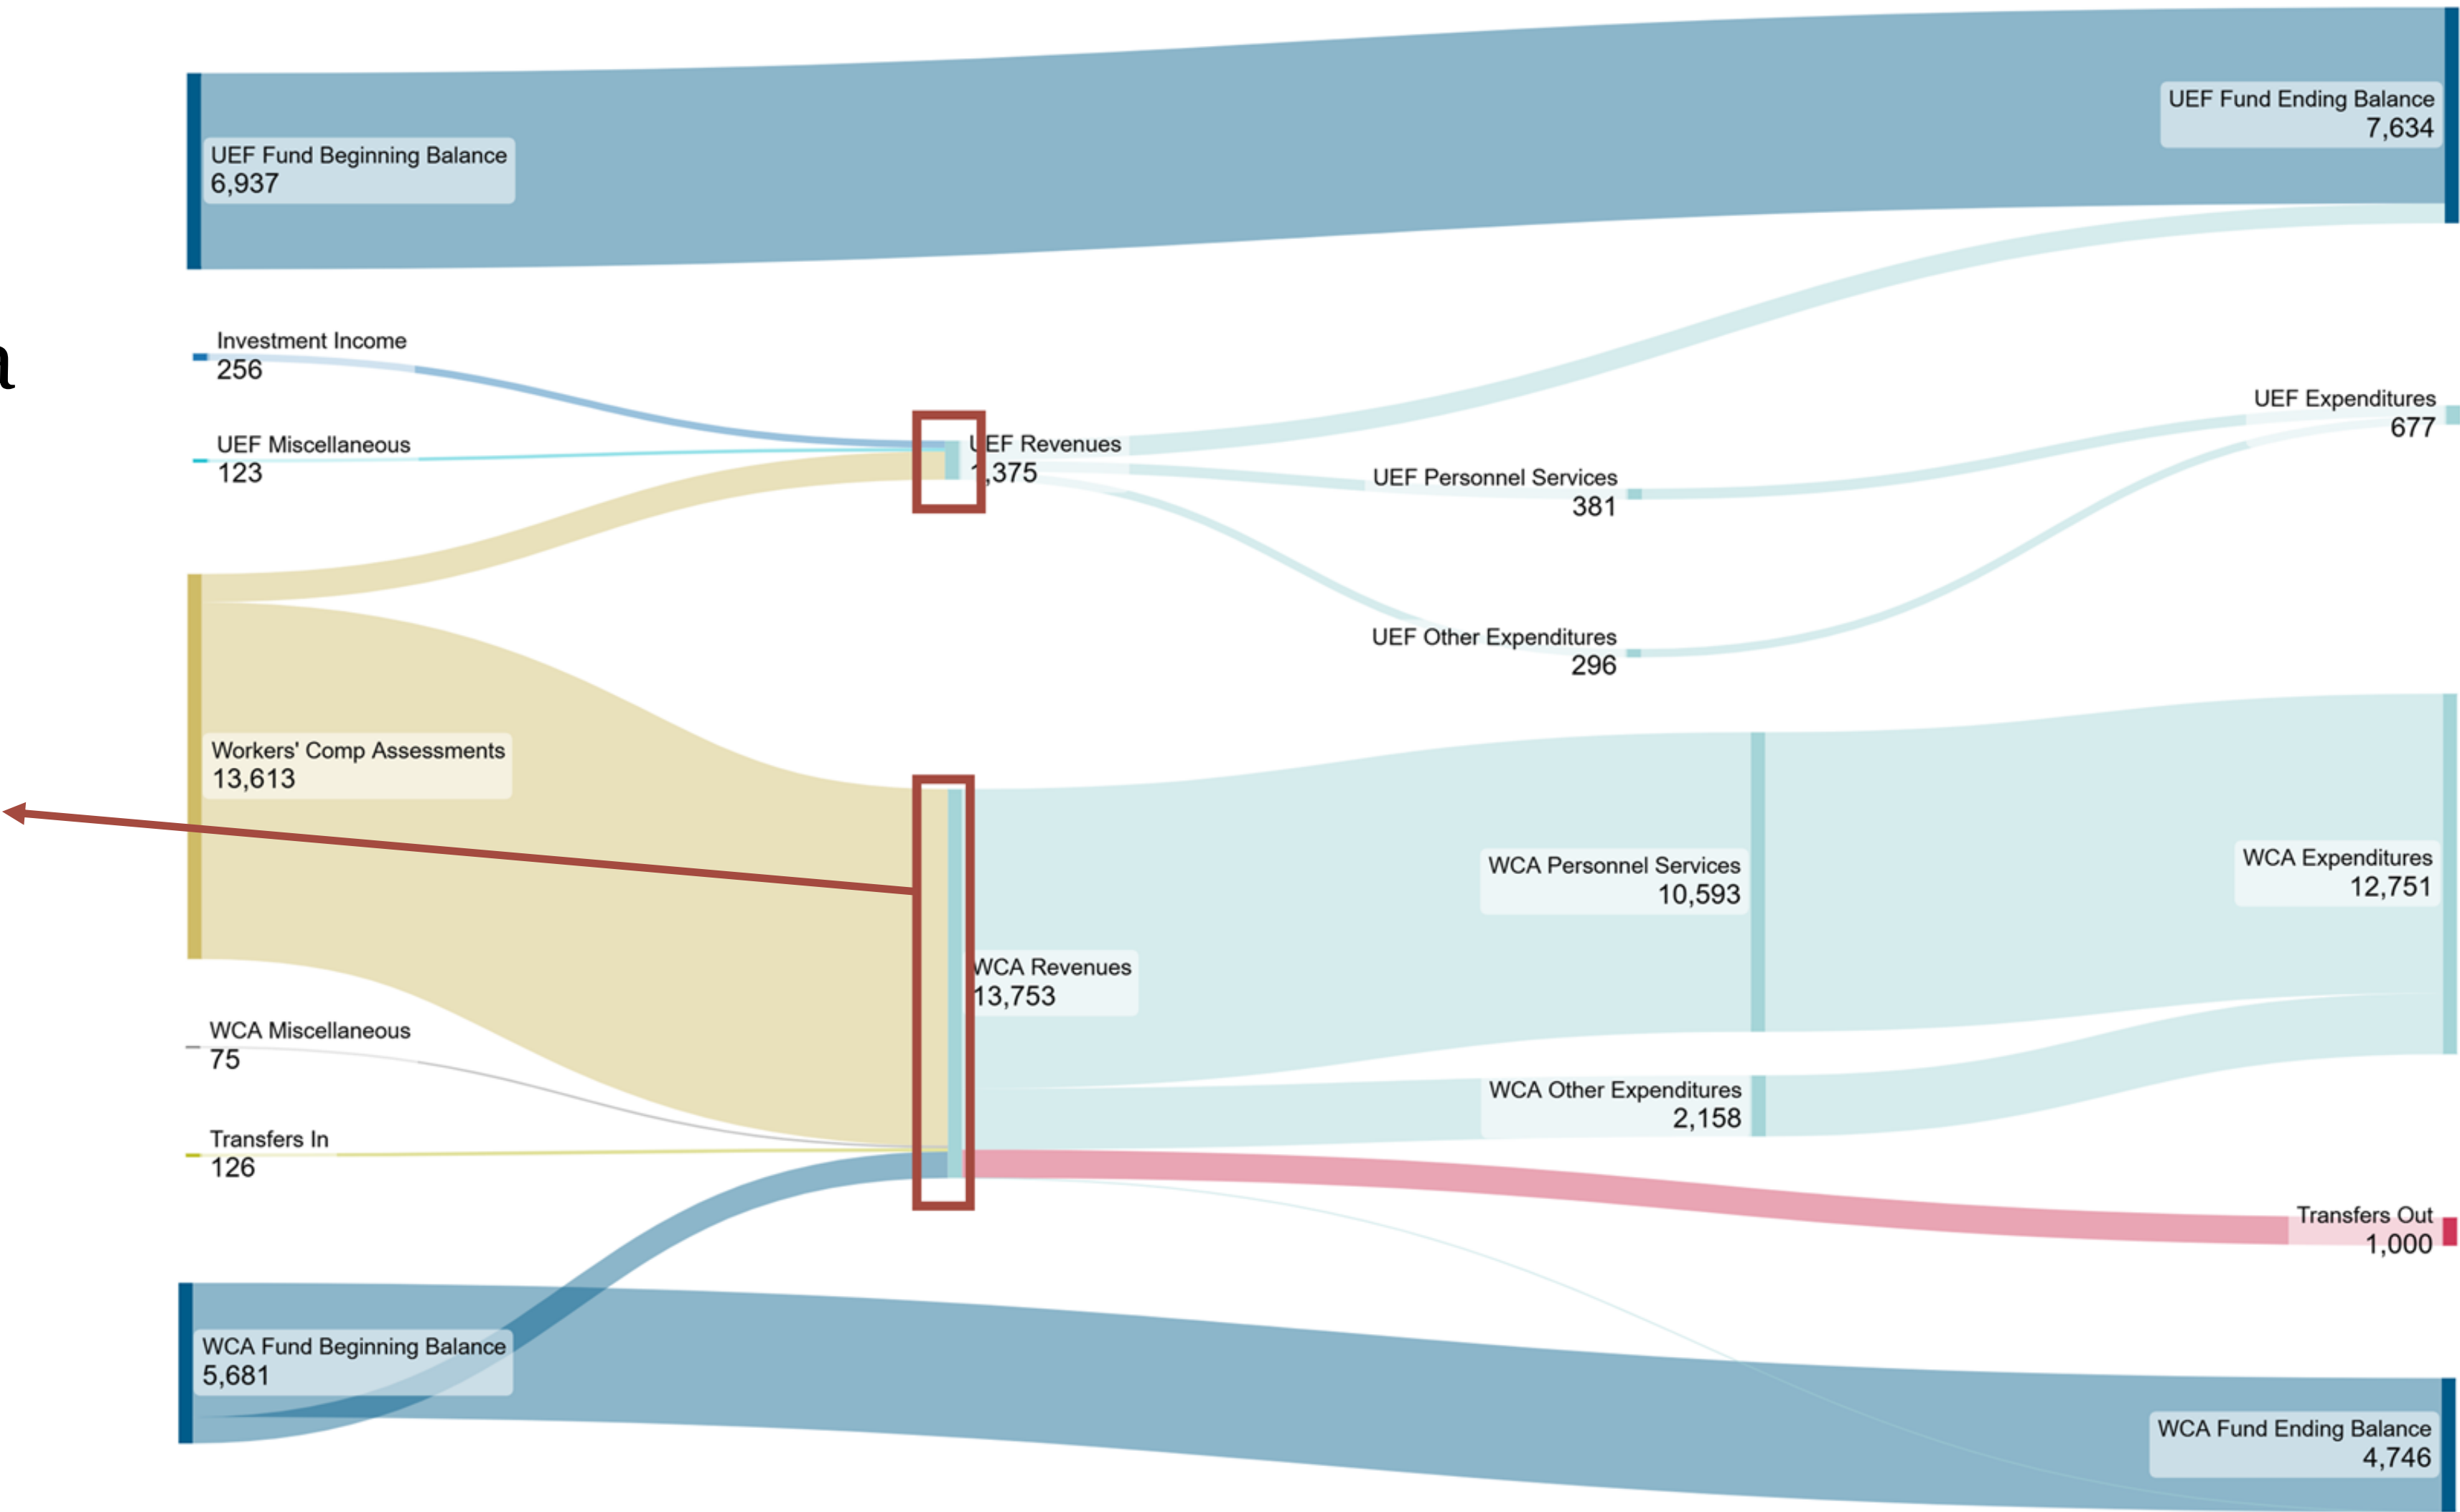 UEF Fund Beginning Balance
6,937
UEF Fund Ending Balance
7,634
Investment Income
256
UEF Miscellaneous
123
UEF Revenues
1,375
UEF Personnel Services
381
UEF Expenditures
677
UEF Other Expenditures
296
Workers' Comp Assessments
13,613
WCA Revenues
13,753
WCA Personnel Services
10,593
WCA Expenditures
12,751
WCA Miscellaneous
75
WCA Other Expenditures
2,158
Transfers In
126
Transfers Out
1,000
WCA Fund Beginning Balance
5,681
WCA Fund Ending Balance
4,746